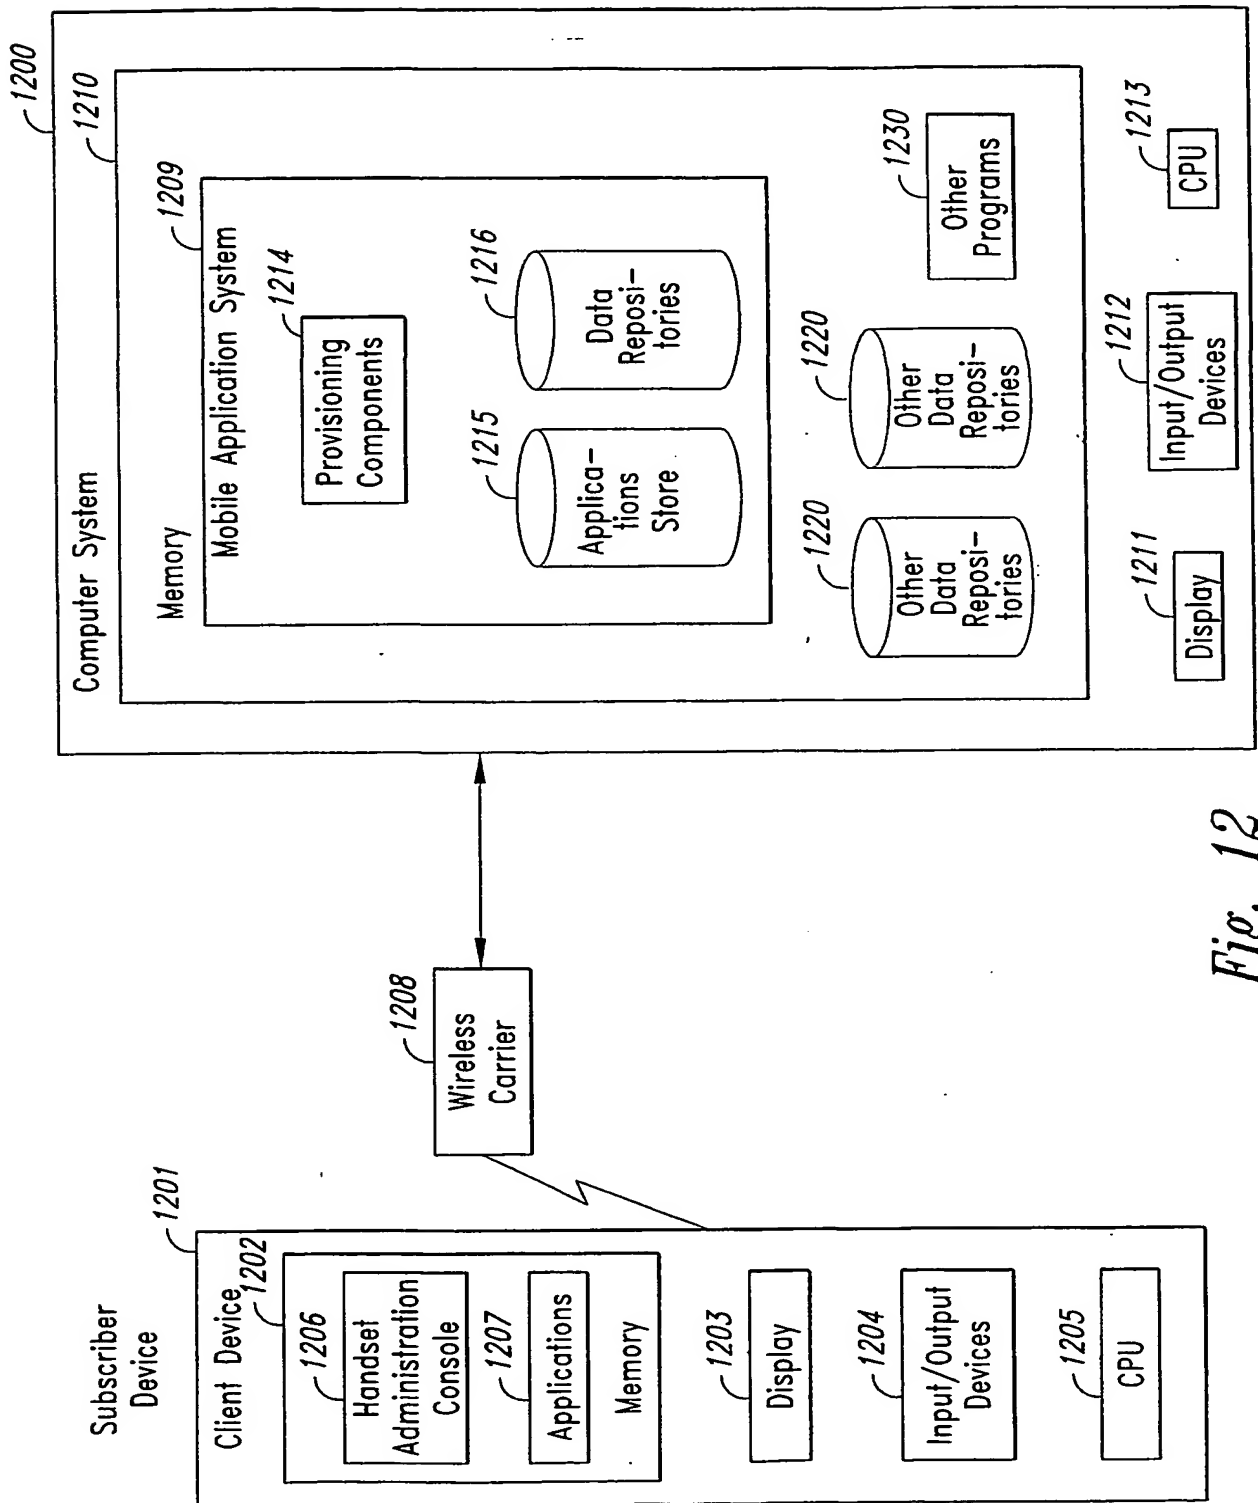 Subscriber
Device
1201
Client Device
1202
1206
Handset
Administration
Console
1207
Applications
Memory
1203
Display
1204
Input/Output
Devices
1205
CPU
1208
Wireless
Carrier
1200
Computer System
1210
Memory
1209
Mobile Application System
1214
Provisioning
Components
1215
Applica-
tions
Store
1216
Data
Reposi-
tories
1220
Other
Data
Reposi-
tories
1220
Other
Data
Reposi-
tories
1230
Other
Programs
1211
Display
1212
Input/Output
Devices
1213
CPU
Fig. 12